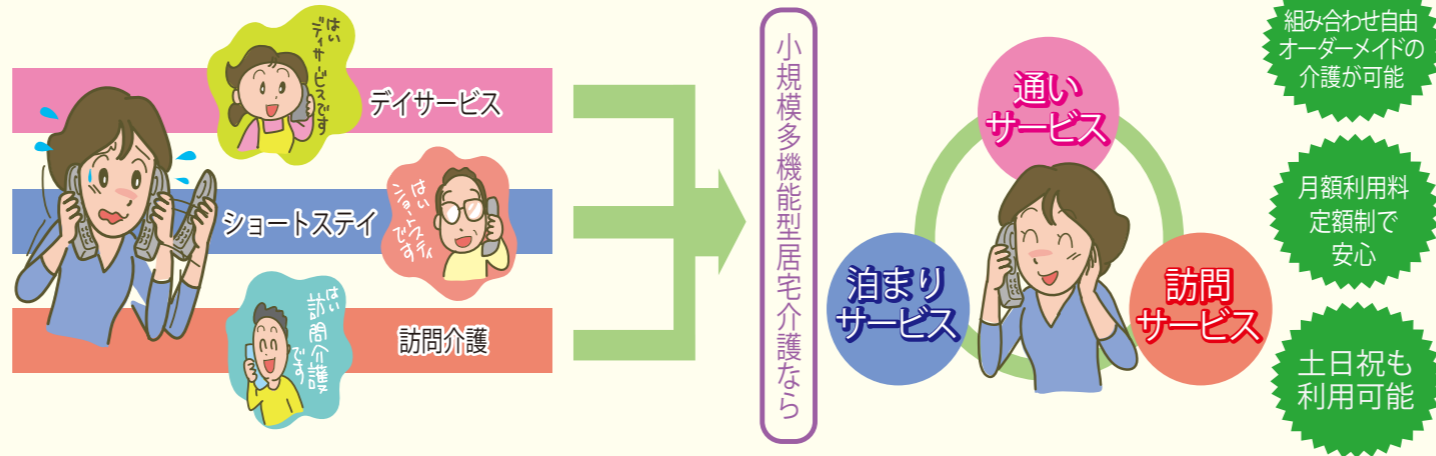 はい
デイサービスです
デイサービス
はい
ショートステイ
です
ショートステイ
はい
訪問介護
です
訪問介護
小規模多機能型居宅介護なら
通い
サービス
泊まり
サービス
訪問
サービス
組み合わせ自由
オーダーメイドの
介護が可能
月額利用料
定額制で
安心
土日祝も
利用可能